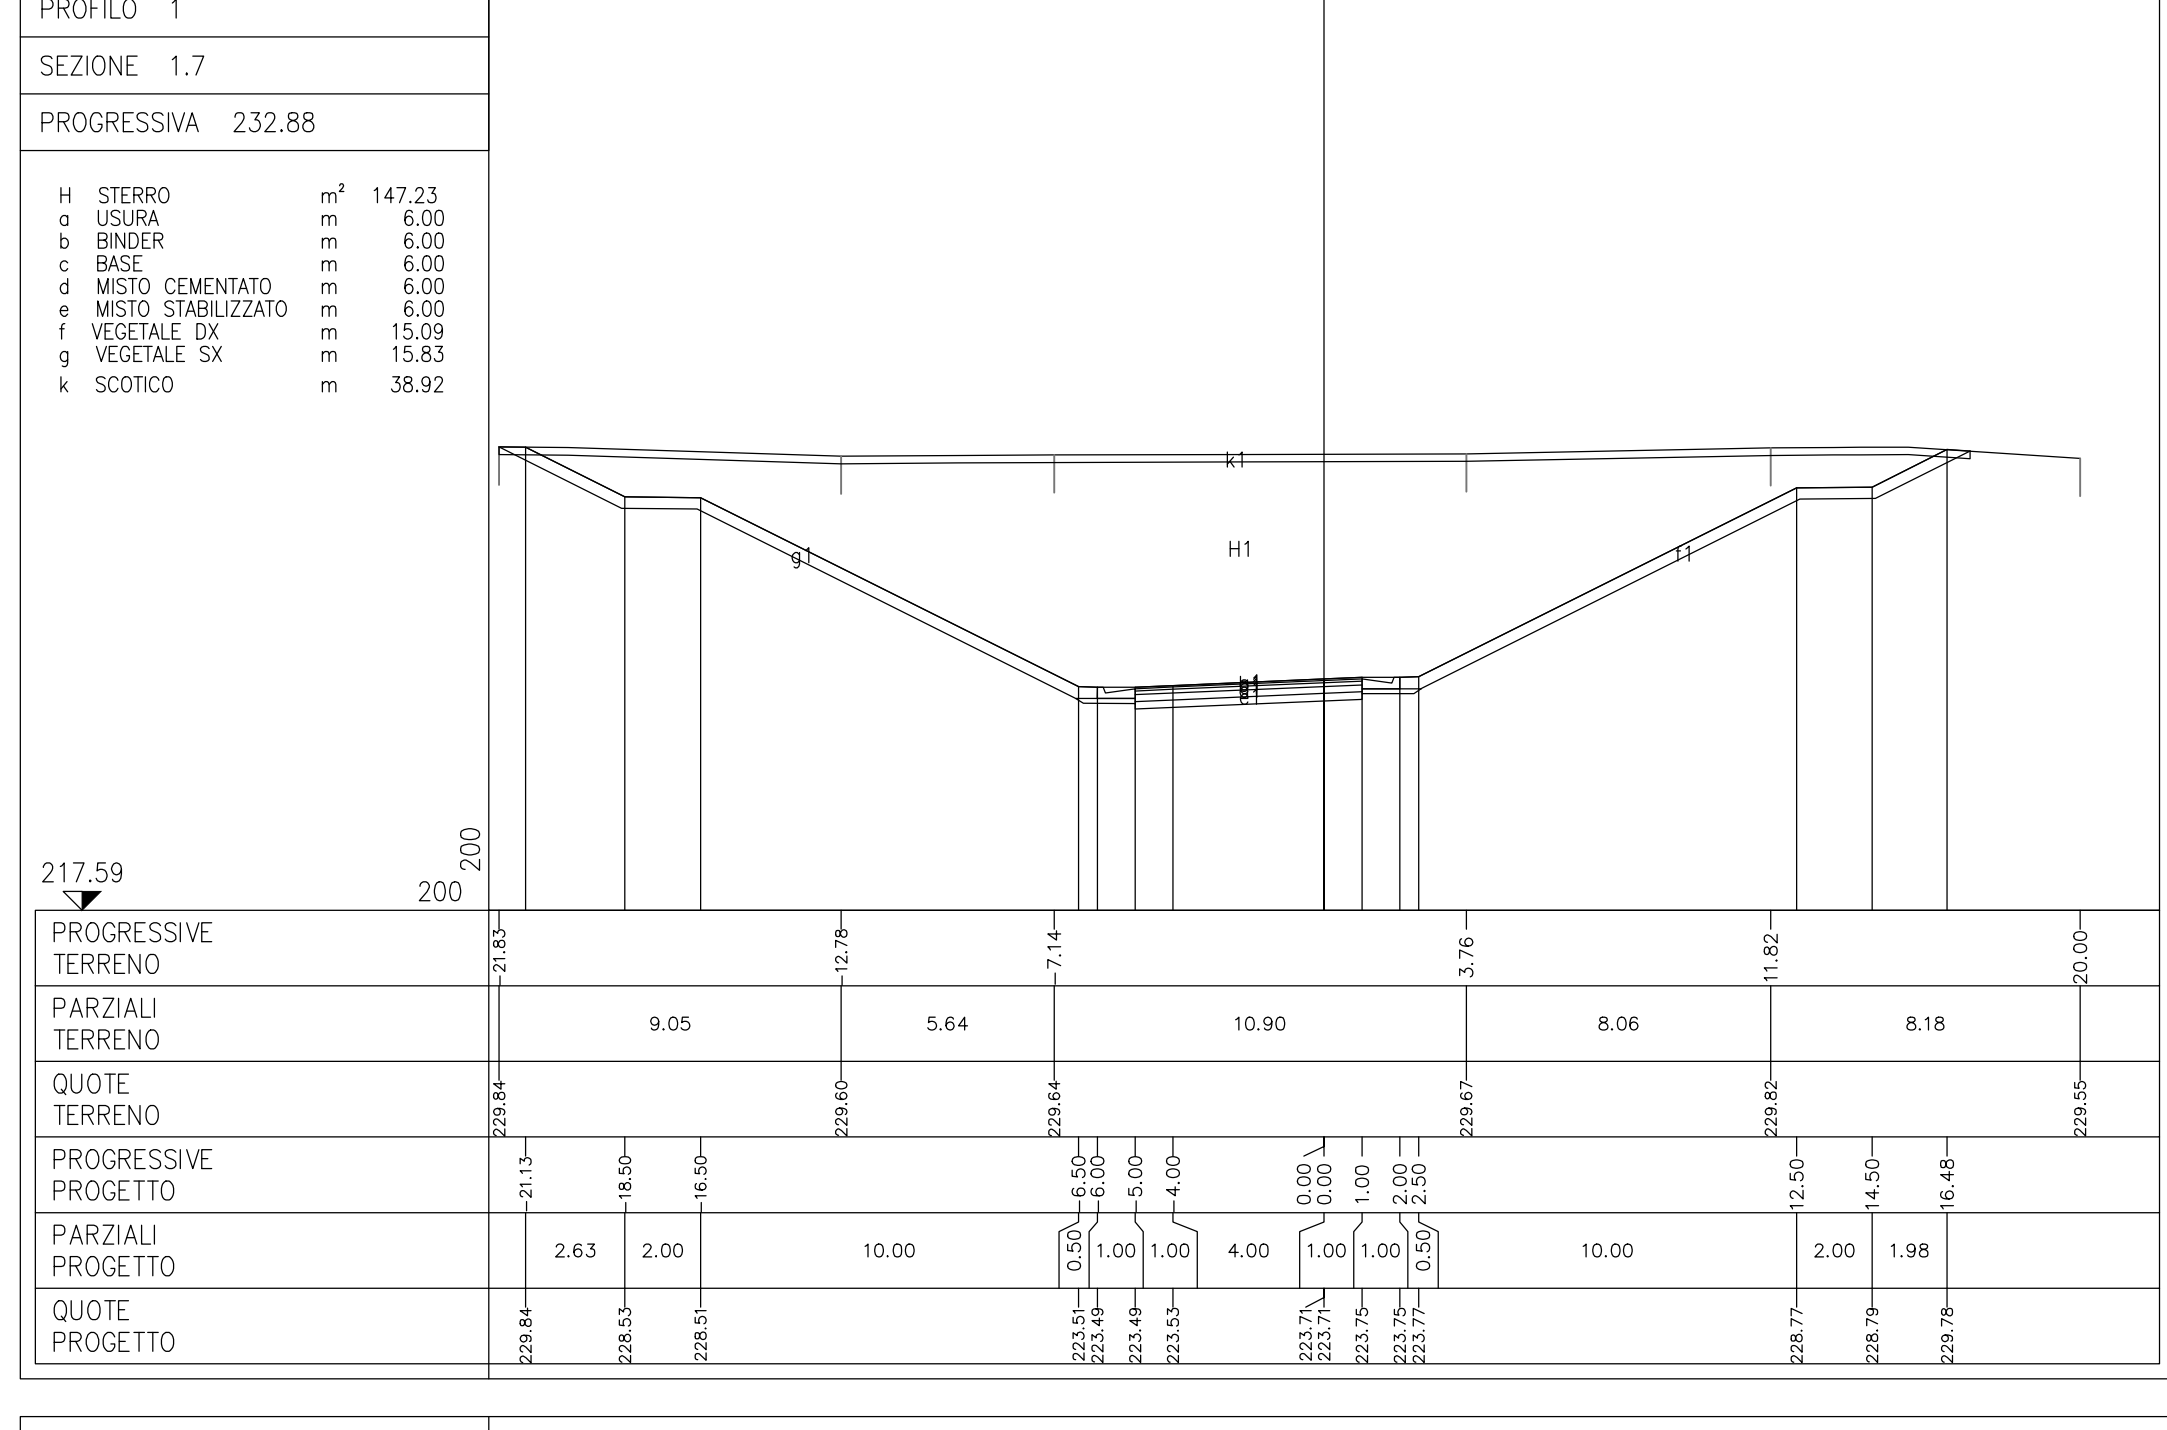 PROFILO 1
SEZIONE 1.7
PROGRESSIVA 232.88
H STERRO m² 147.23
a USURA m 6.00
b BINDER m 6.00
c BASE m 6.00
d MISTO CEMENTATO m 6.00
e MISTO STABILIZZATO m 6.00
f VEGETALE DX m 15.09
g VEGETALE SX m 15.83
k SCOTICO m 38.92
k1
H1
g1
f1
217.59
200
200
PROGRESSIVE TERRENO
-21.83 -12.78 -7.14 3.76 11.82 20.00
PARZIALI TERRENO
9.05 5.64 10.90 8.06 8.18
QUOTE TERRENO
229.84 229.60 229.64 229.67 229.82 229.55
PROGRESSIVE PROGETTO
-21.13 -18.50 -16.50 -6.50 -6.00 -5.00 -4.00 0.00 0.00 1.00 2.00 2.50 12.50 14.50 16.48
PARZIALI PROGETTO
2.63 2.00 10.00 0.50 1.00 1.00 4.00 1.00 1.00 0.50 10.00 2.00 1.98
QUOTE PROGETTO
229.84 228.53 228.51 223.51 223.49 223.49 223.53 223.71 223.71 223.75 223.75 223.77 228.77 228.79 229.78